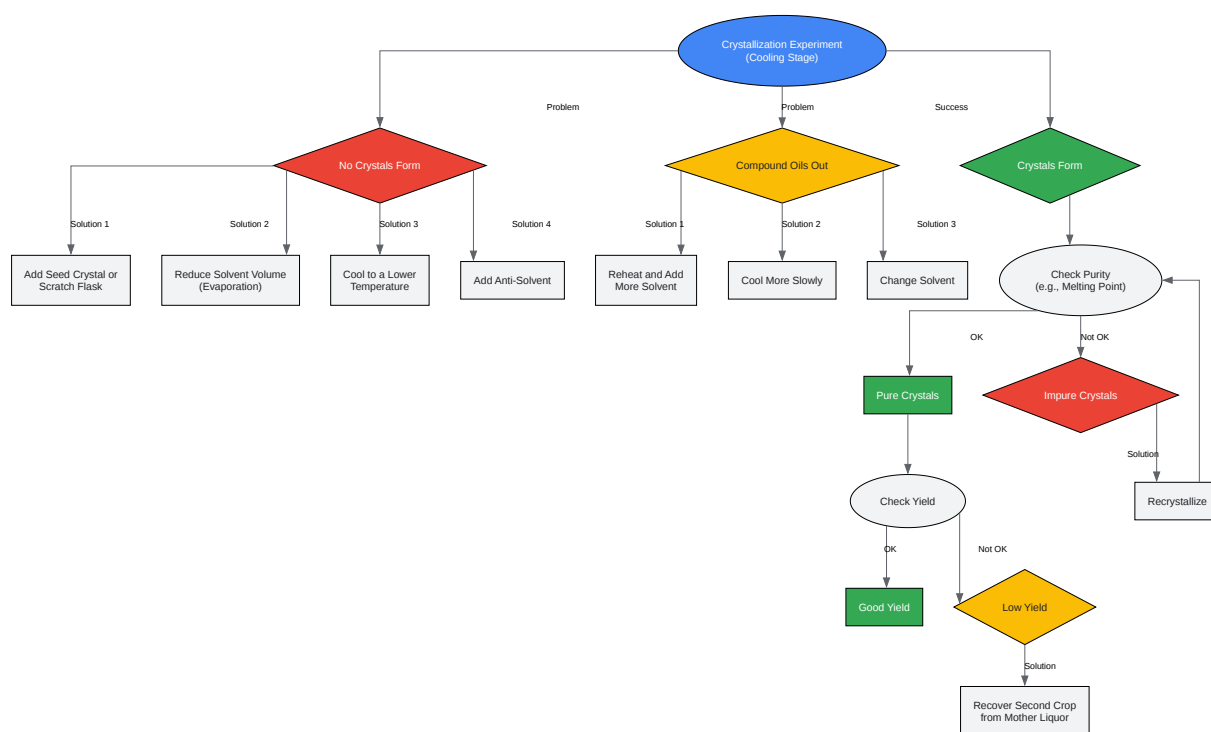 Crystallization Experiment
(Cooling Stage)
Problem
Problem
Success
No Crystals Form
Compound Oils Out
Crystals Form
Solution 1
Solution 2
Solution 3
Solution 4
Solution 1
Solution 2
Solution 3
Add Seed Crystal or
Scratch Flask
Reduce Solvent Volume
(Evaporation)
Cool to a Lower
Temperature
Add Anti-Solvent
Reheat and Add
More Solvent
Cool More Slowly
Change Solvent
Check Purity
(e.g., Melting Point)
OK
Not OK
Pure Crystals
Impure Crystals
Solution
Check Yield
Recrystallize
OK
Not OK
Good Yield
Low Yield
Solution
Recover Second Crop
from Mother Liquor